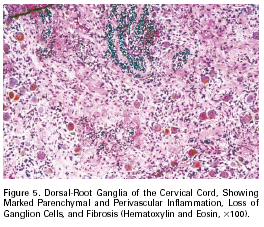 Figure 5. Dorsal-Root Ganglia of the Cervical Cord, Showing
Marked Parenchymal and Perivascular Inflammation, Loss of
Ganglion Cells, and Fibrosis (Hematoxylin and Eosin, ×100).